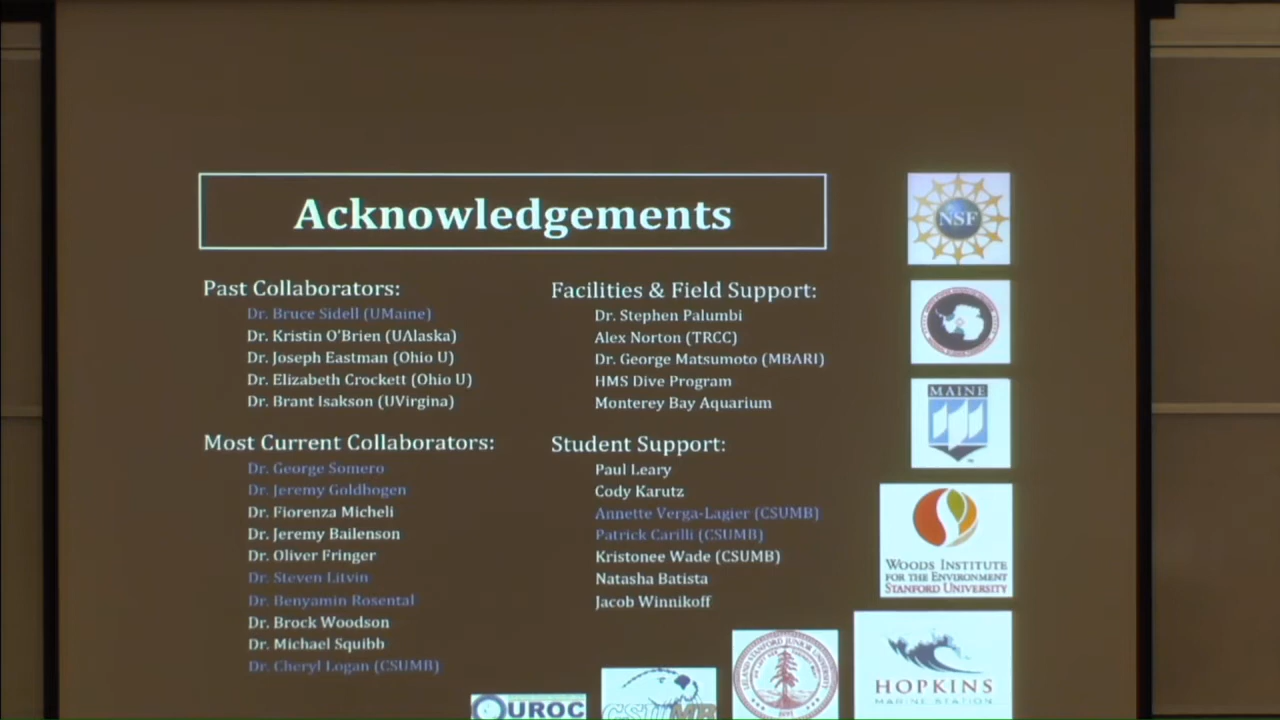 Acknowledgements
Past Collaborators:
Dr. Bruce Sidell (UMaine)
Dr. Kristin O'Brien (UAlaska)
Dr. Joseph Eastman (Ohio U)
Dr. Elizabeth Crockett (Ohio U)
Dr. Brant Isakson (UVirgina)
Most Current Collaborators:
Dr. George Somero
Dr. Jeremy Goldbogen
Dr. Fiorenza Micheli
Dr. Jeremy Bailenson
Dr. Oliver Fringer
Dr. Steven Litvin
Dr. Benyamin Rosental
Dr. Brock Woodson
Dr. Michael Squibb
Dr. Cheryl Logan (CSUMB)
Facilities & Field Support:
Dr. Stephen Palumbi
Alex Norton (TRCC)
Dr. George Matsumoto (MBARI)
HMS Dive Program
Monterey Bay Aquarium
Student Support:
Paul Leary
Cody Karutz
Annette Verga-Lagier (CSUMB)
Patrick Carilli (CSUMB)
Kristonee Wade (CSUMB)
Natasha Batista
Jacob Winnikoff
NSF
MAINE
WOODS INSTITUTE
FOR THE ENVIRONMENT
STANFORD UNIVERSITY
HOPKINS
MARINE STATION
LELAND STANFORD JUNIOR UNIVERSITY
CSUMB
UROC